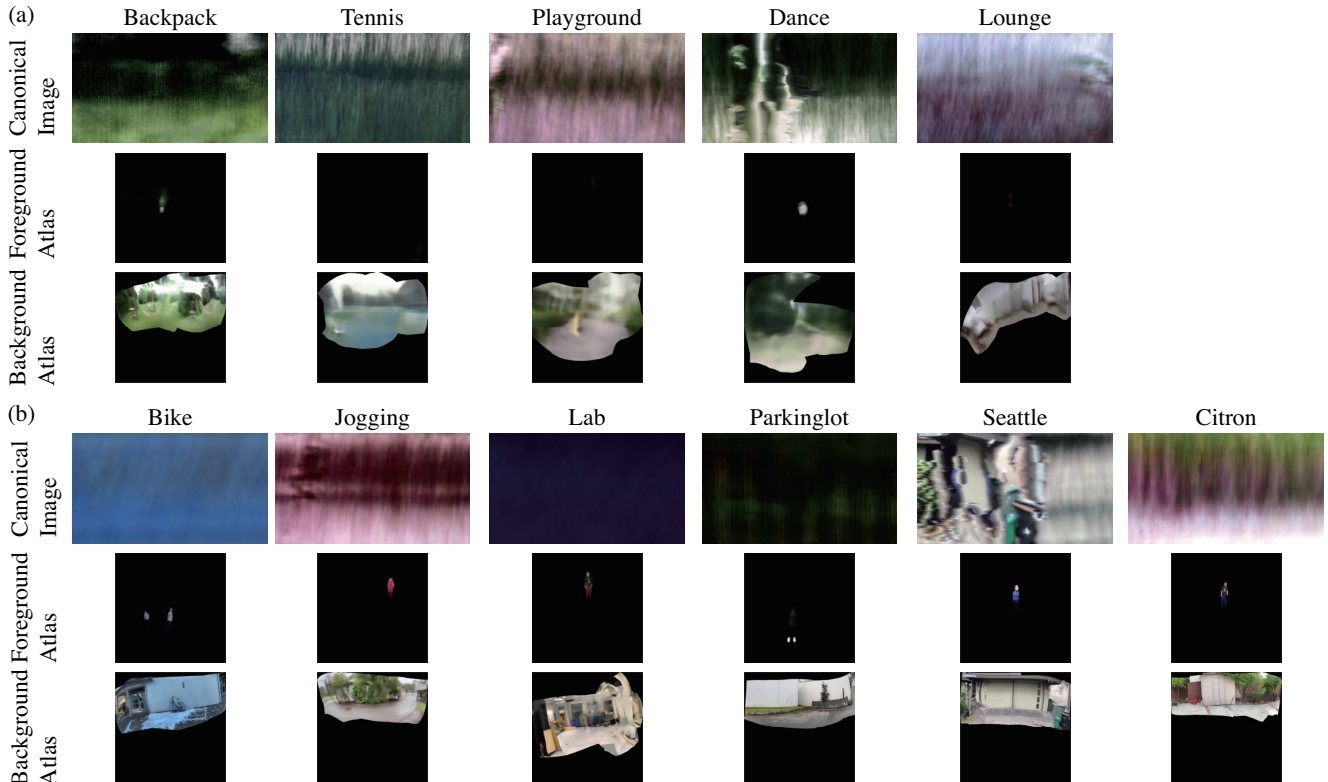 (a)
Backpack Tennis Playground Dance Lounge
Canonical
Image
Foreground
Atlas
Background
Atlas
(b)
Bike Jogging Lab Parkinglot Seattle Citron
Canonical
Image
Foreground
Atlas
Background
Atlas